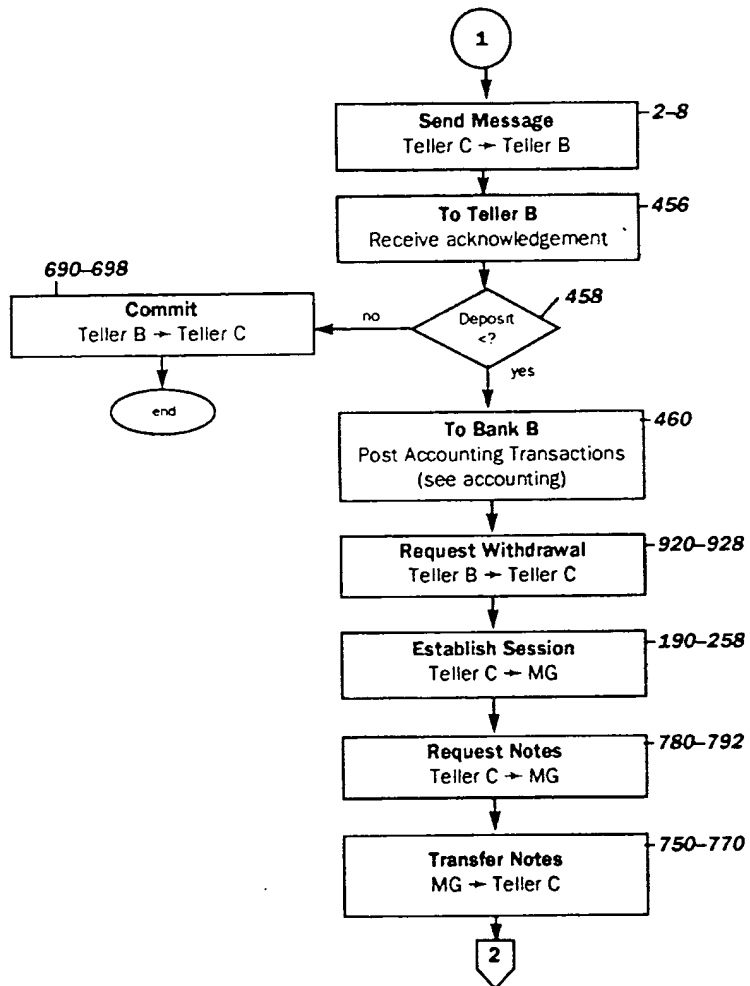 1
2–8
Send Message
Teller C → Teller B
456
To Teller B
Receive acknowledgement
690–698
Commit
Teller B → Teller C
no
Deposit
<?
458
end
yes
460
To Bank B
Post Accounting Transactions
(see accounting)
920–928
Request Withdrawal
Teller B → Teller C
190–258
Establish Session
Teller C → MG
780–792
Request Notes
Teller C → MG
750–770
Transfer Notes
MG → Teller C
2